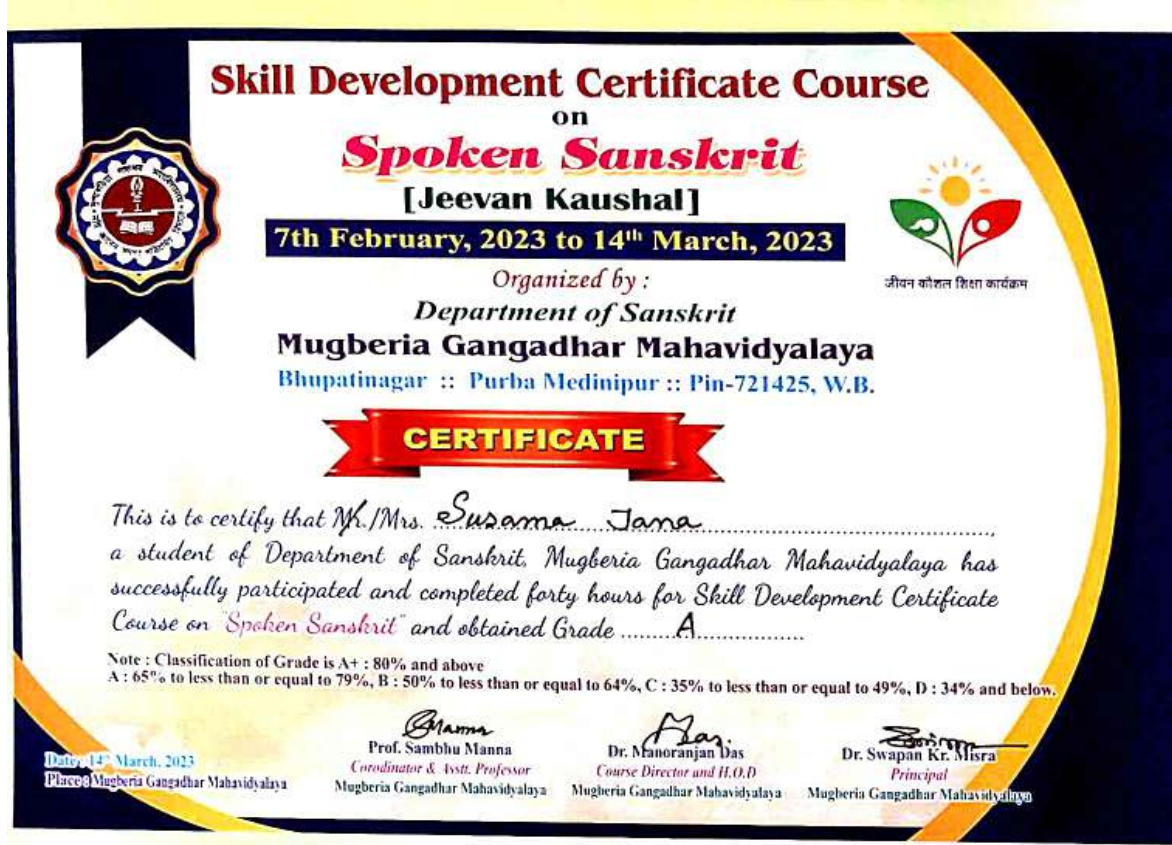 Skill Development Certificate Course
on
Spoken Sanskrit
[Jeevan Kaushal]
7th February, 2023 to 14th March, 2023
जीवन कौशल शिक्षा कार्यक्रम
Organized by :
Department of Sanskrit
Mugberia Gangadhar Mahavidyalaya
Bhupatinagar :: Purba Medinipur :: Pin-721425, W.B.
CERTIFICATE
This is to certify that Mr./Mrs. Susama Jana
a student of Department of Sanskrit, Mugberia Gangadhar Mahavidyalaya has
successfully participated and completed forty hours for Skill Development Certificate
Course on "Spoken Sanskrit" and obtained Grade ........A..................
Note : Classification of Grade is A+ : 80% and above
A : 65% to less than or equal to 79%, B : 50% to less than or equal to 64%, C : 35% to less than or equal to 49%, D : 34% and below.
Date : 14th March, 2023
Place : Mugberia Gangadhar Mahavidyalaya
Prof. Sambhu Manna
Corodinator & Asstt. Professor
Mugberia Gangadhar Mahavidyalaya
Dr. Manoranjan Das
Course Director and H.O.D
Mugberia Gangadhar Mahavidyalaya
Dr. Swapan Kr. Misra
Principal
Mugberia Gangadhar Mahavidyalaya